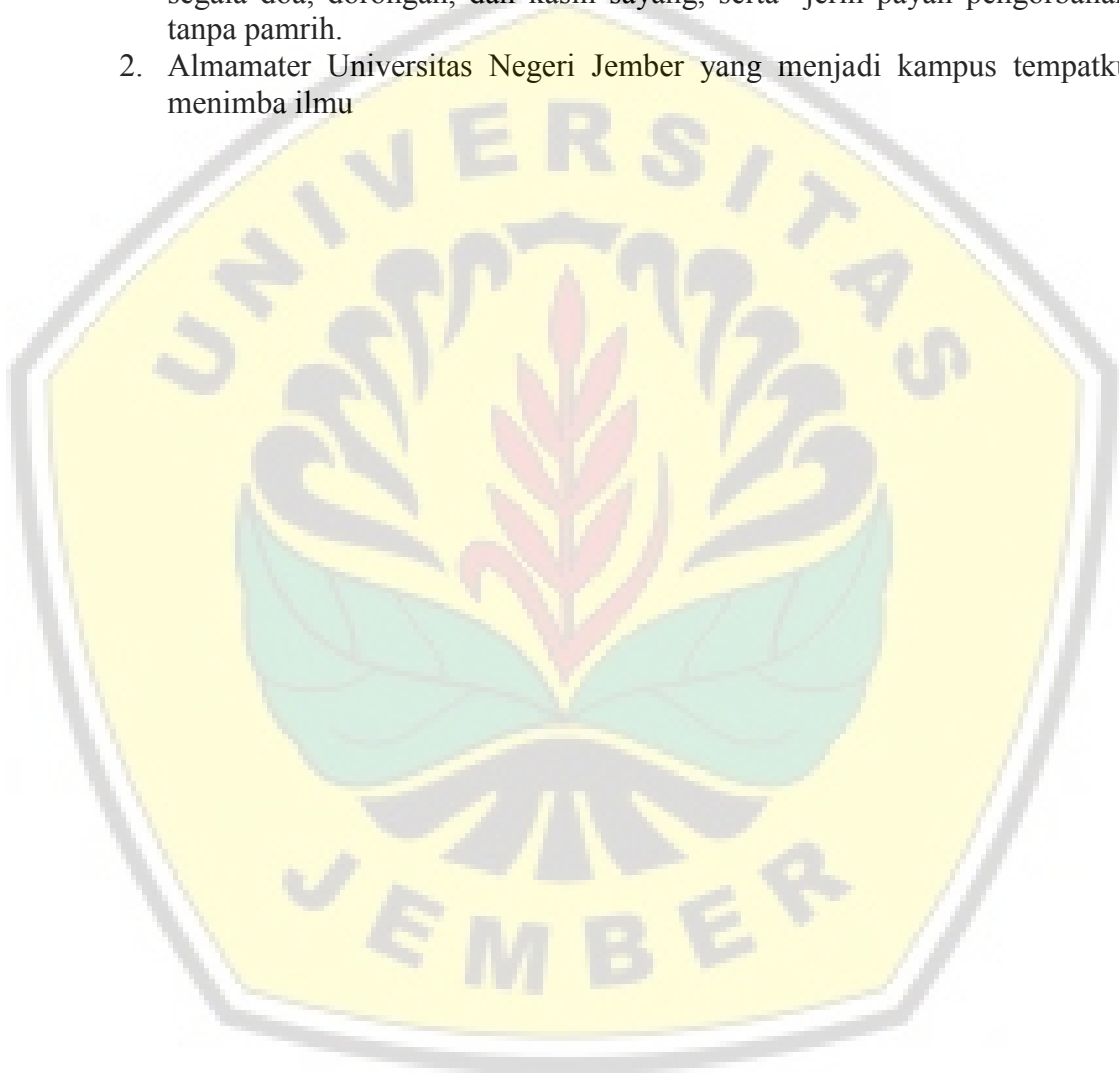 segala doa, dorongan, dan kasih sayang, serta jerih payah pengorbanan
tanpa pamrih.
2. Almamater Universitas Negeri Jember yang menjadi kampus tempatku
menimba ilmu
UNIVERSITAS
JEMBER